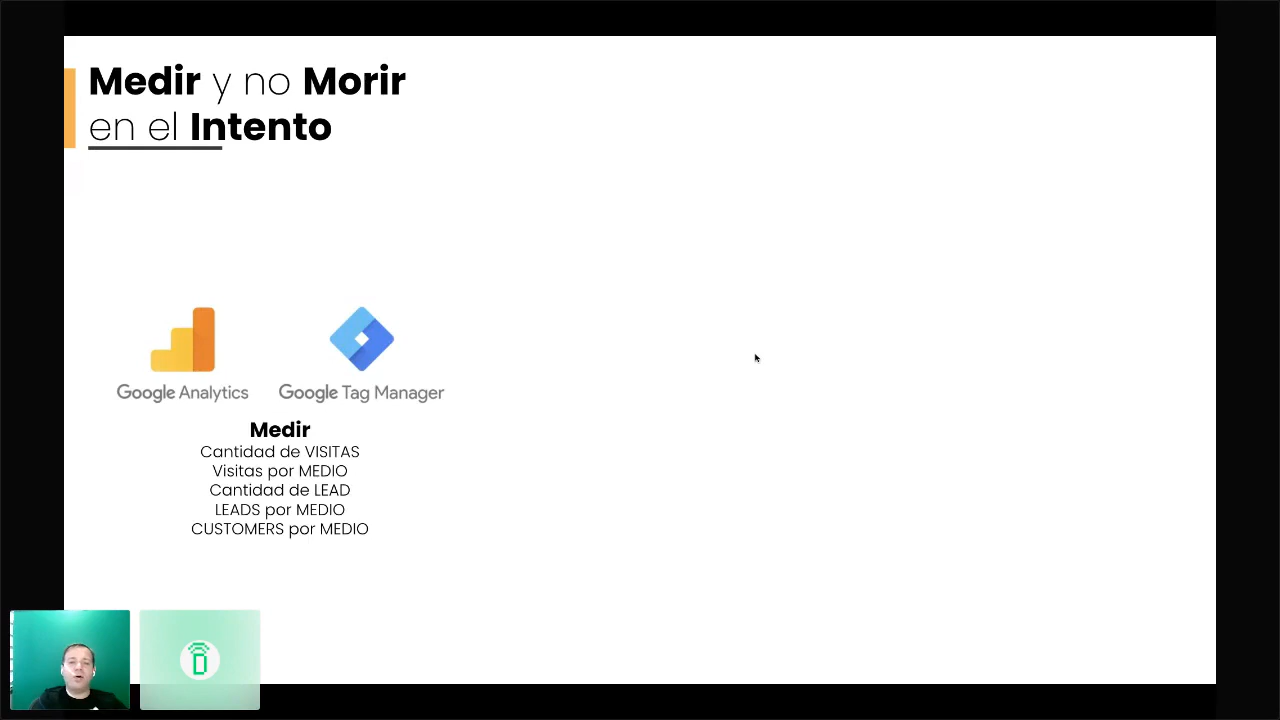 Medir y no Morir
en el Intento
Google Analytics
Google Tag Manager
Medir
Cantidad de VISITAS
Visitas por MEDIO
Cantidad de LEAD
LEADS por MEDIO
CUSTOMERS por MEDIO